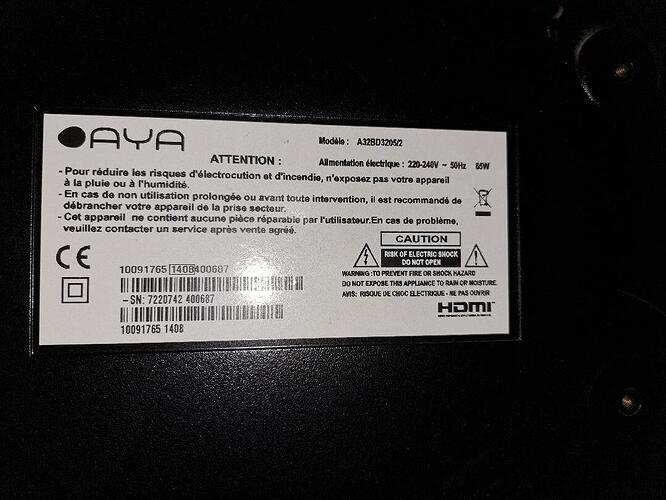 AYA
Modèle : A32BD3205/2
ATTENTION :
Alimentation électrique : 220-240V ~ 50Hz 65W
- Pour réduire les risques d'électrocution et d'incendie, n'exposez pas votre appareil
à la pluie ou à l'humidité.
- En cas de non utilisation prolongée ou avant toute intervention, il est recommandé de
débrancher votre appareil de la prise secteur.
- Cet appareil ne contient aucune pièce réparable par l'utilisateur.En cas de problème,
veuillez contacter un service après vente agréé.
CE
10091765 1408 400687
-SN: 7220742 400687
10091765 1408
CAUTION
RISK OF ELECTRIC SHOCK
DO NOT OPEN
WARNING :TO PREVENT FIRE OR SHOCK HAZARD
DO NOT EXPOSE THIS APPLIANCE TO RAIN OR MOISTURE.
AVIS: RISQUE DE CHOC ELECTRIQUE - NE PAS OUVRIR
HDMI